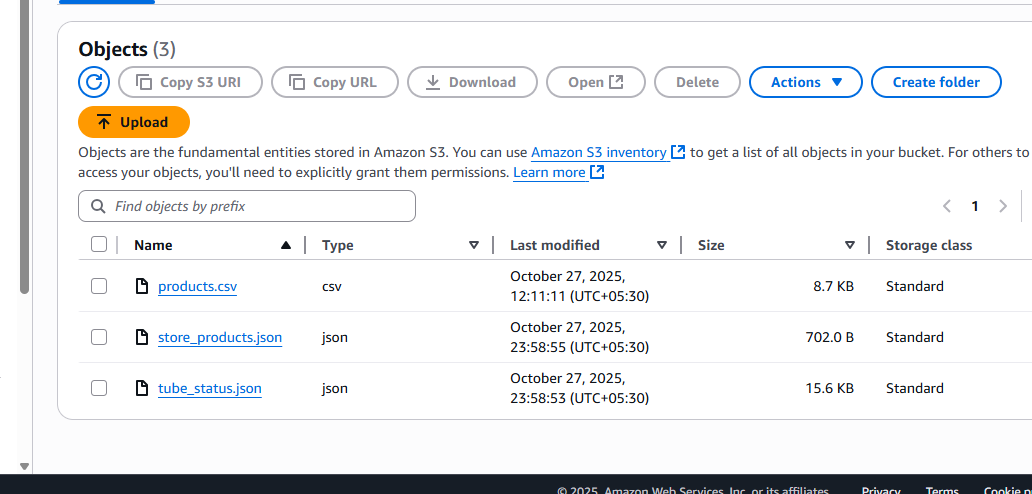 Objects (3)
Copy S3 URI Copy URL Download Open Delete Actions Create folder
Upload
Objects are the fundamental entities stored in Amazon S3. You can use Amazon S3 inventory to get a list of all objects in your bucket. For others to
access your objects, you'll need to explicitly grant them permissions. Learn more
Find objects by prefix
1
Name Type Last modified Size Storage class
products.csv csv October 27, 2025, 8.7 KB Standard
12:11:11 (UTC+05:30)
store_products.json json October 27, 2025, 702.0 B Standard
23:58:55 (UTC+05:30)
tube_status.json json October 27, 2025, 15.6 KB Standard
23:58:53 (UTC+05:30)
© 2025, Amazon Web Services, Inc. or its affiliates. Privacy Terms Cookie